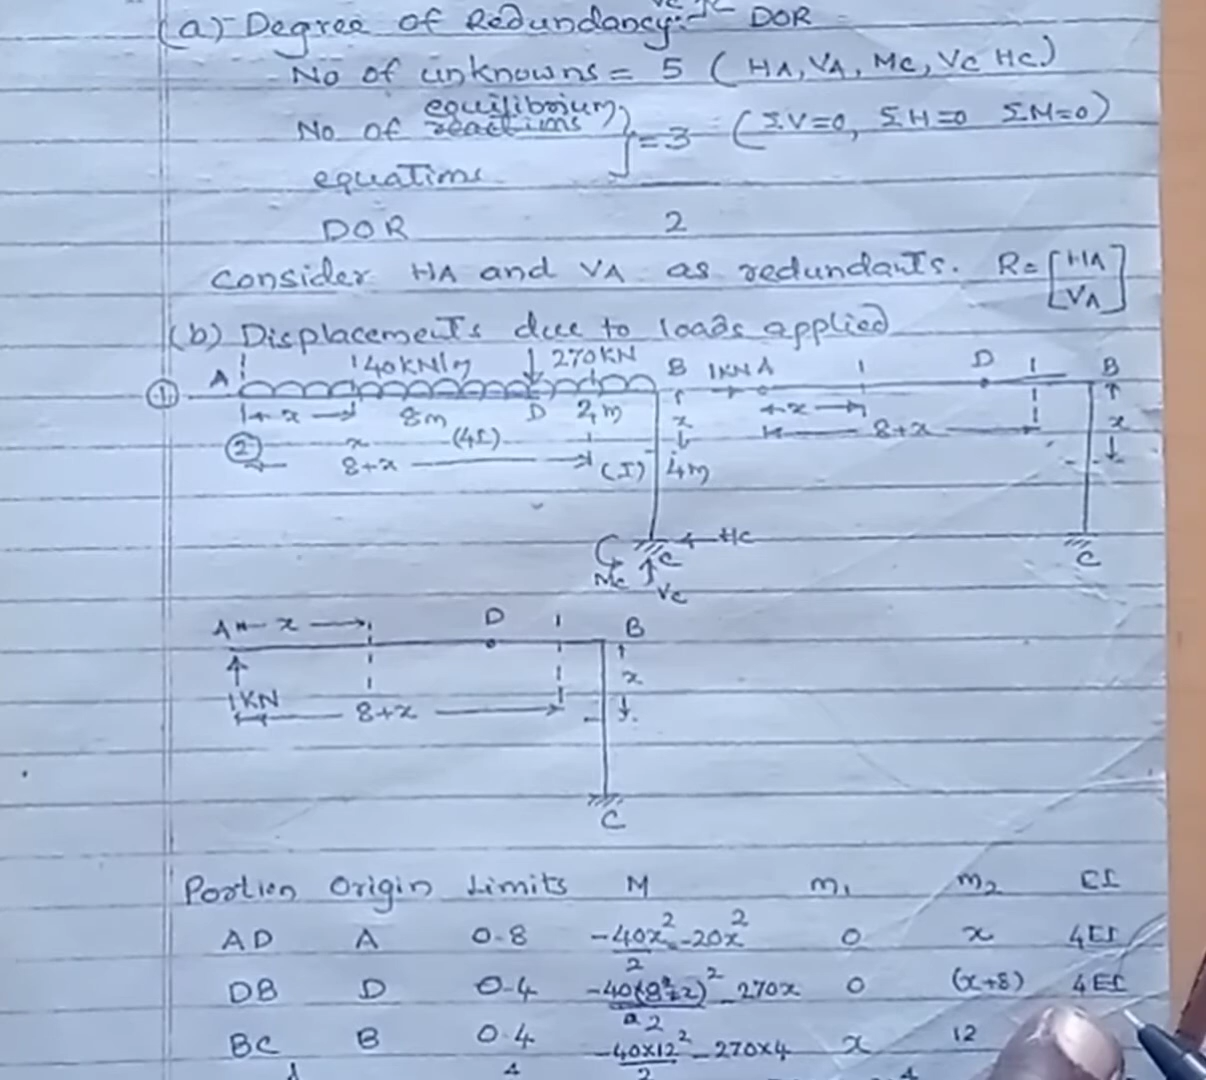 (a) Degree of Redundancy:- DOR
No of unknowns = 5 (HA, VA, Mc, Vc Hc)
equilibrium
No of reactions } = 3 (ΣV=0, ΣH=0 ΣM=0)
equations
DOR 2
Consider HA and VA as redundants. R= [HA VA]
(b) Displacements due to loads applied
① A 40KN/m 270KN B 1KN A D B
x 8m D 2m x x x
② x (4I) 8+x
8+x (I) 4m
Hc C
Mc C Vc
A x D B
1KN x
8+x
C
Portion Origin Limits M m1 m2 EI
AD A 0-8 -40x²/2 = -20x² 0 x 4EI
DB D 0-4 -40(8+x)²/2 - 270x 0 (x+8) 4EI
BC B 0-4 -40x12²/2 - 270x4 x 12